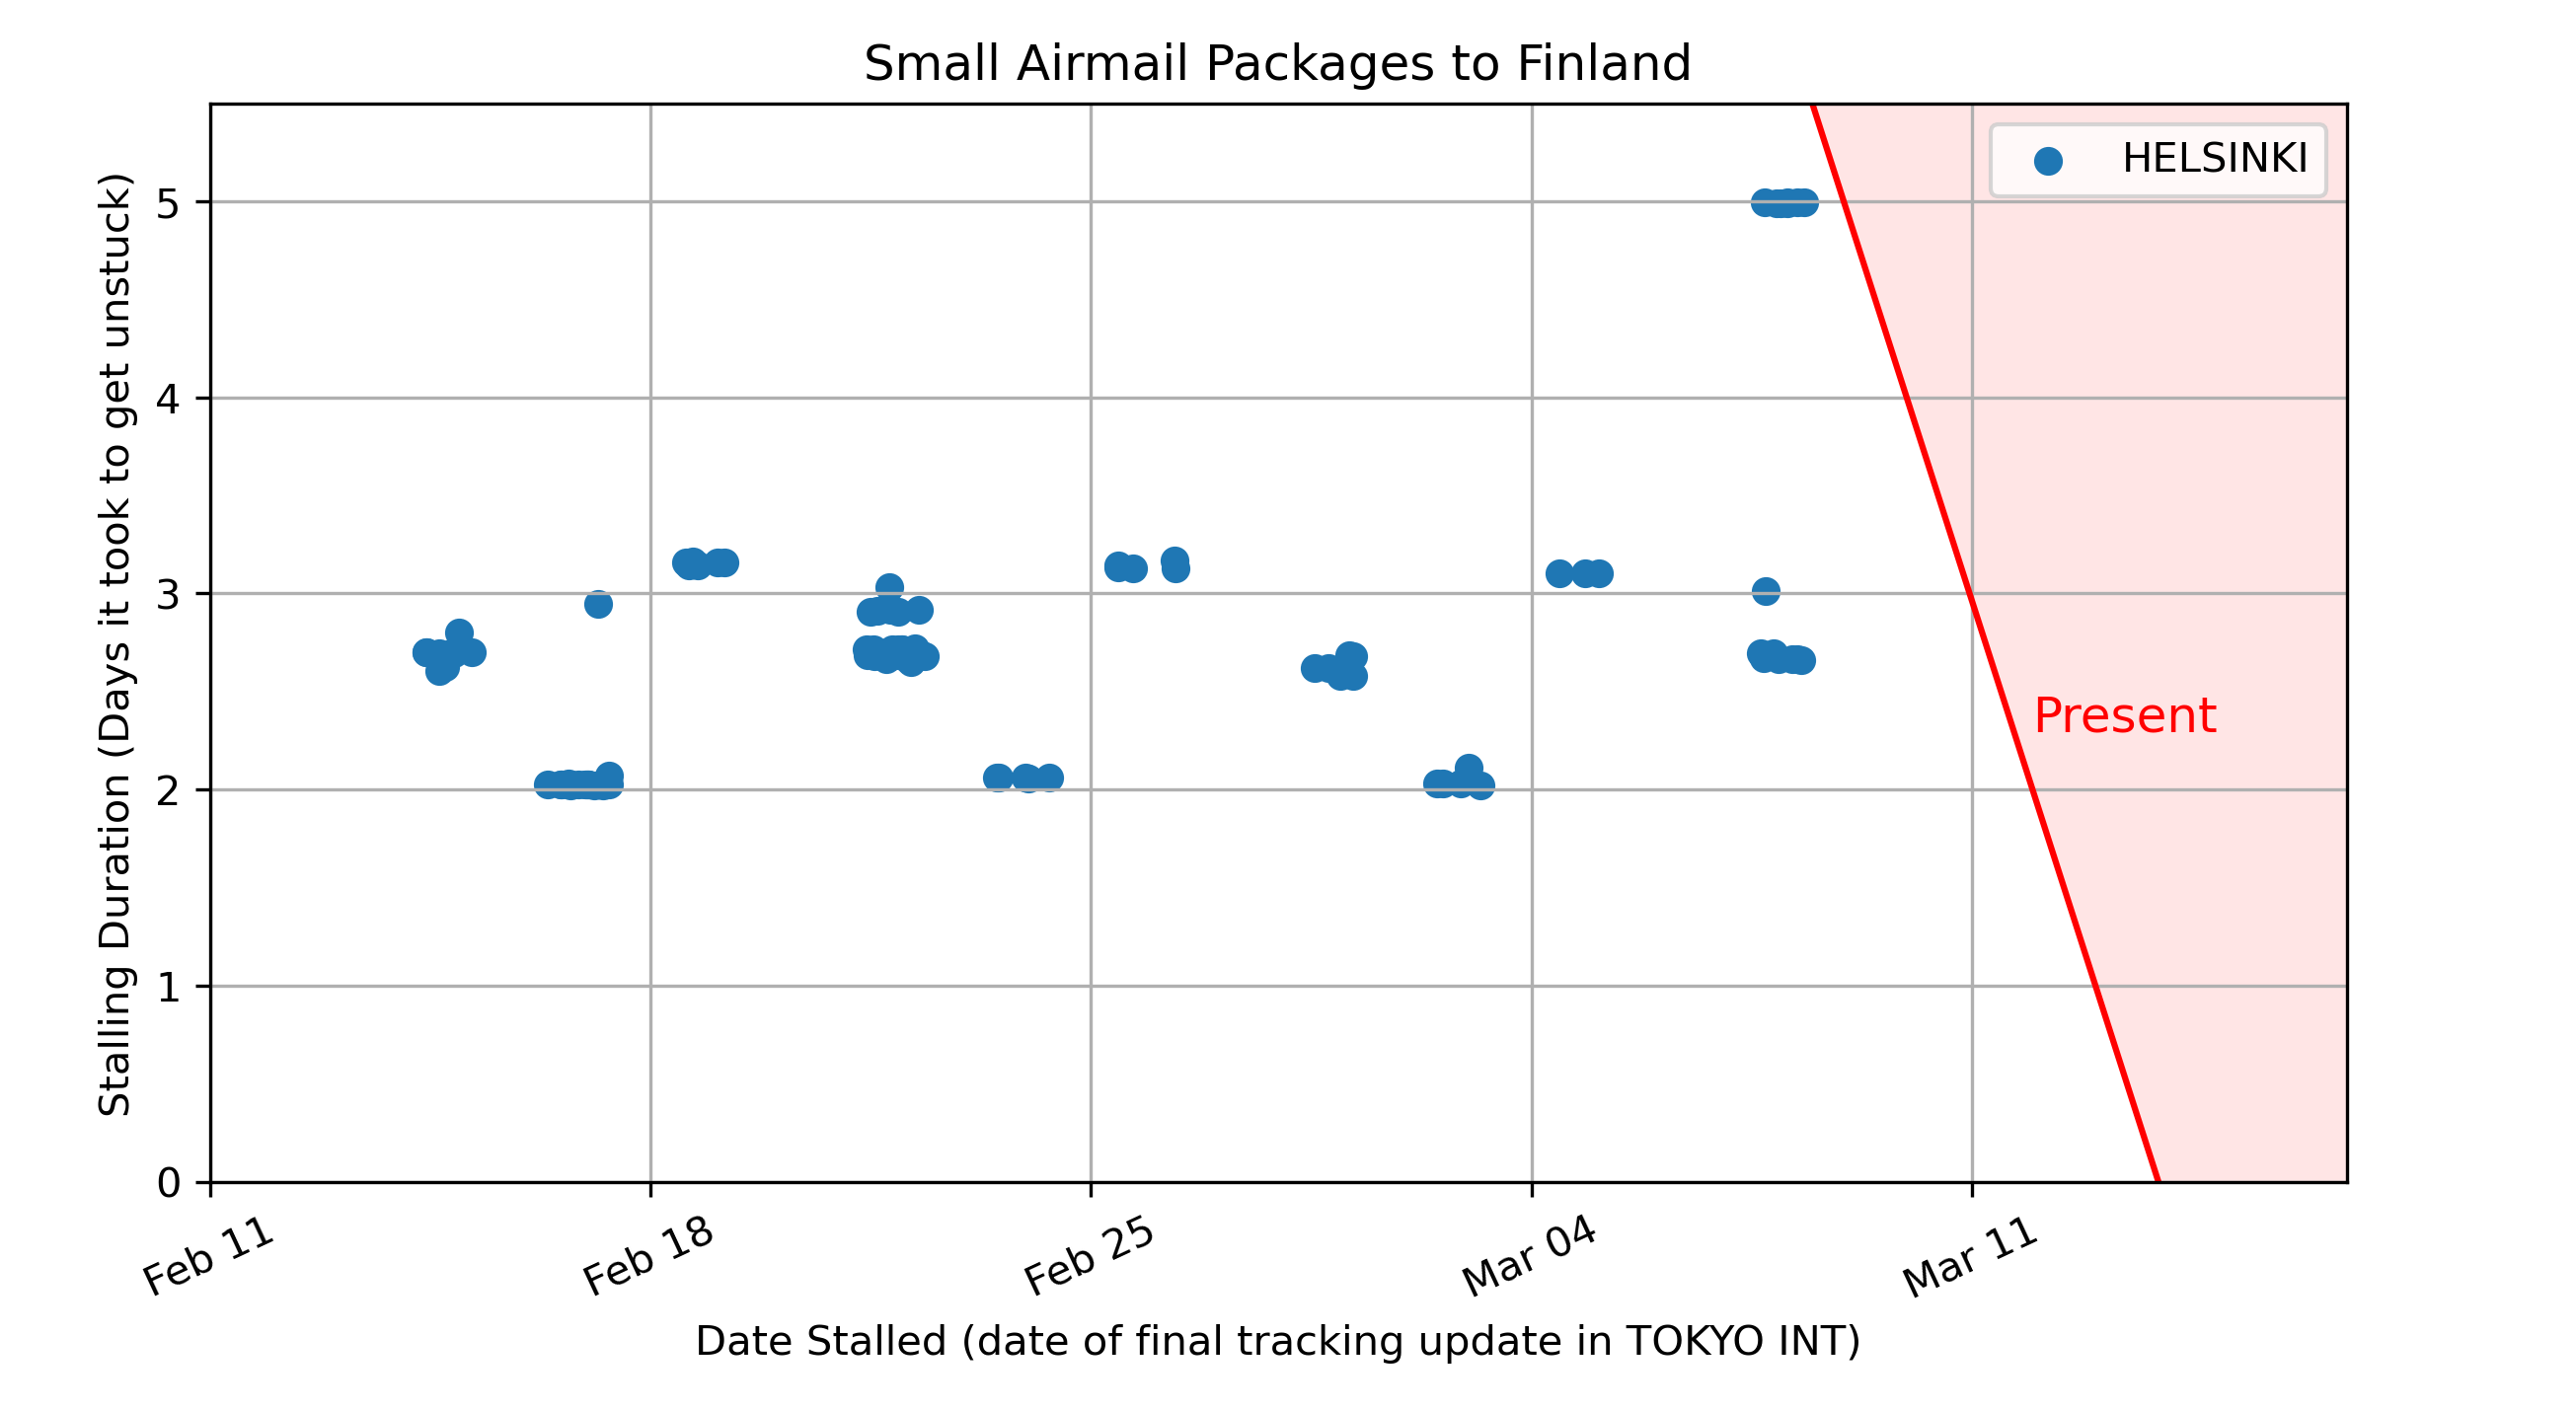 Small Airmail Packages to Finland
Stalling Duration (Days it took to get unstuck)
5
4
3
2
1
0
HELSINKI
Present
Feb 11
Feb 18
Feb 25
Mar 04
Mar 11
Date Stalled (date of final tracking update in TOKYO INT)